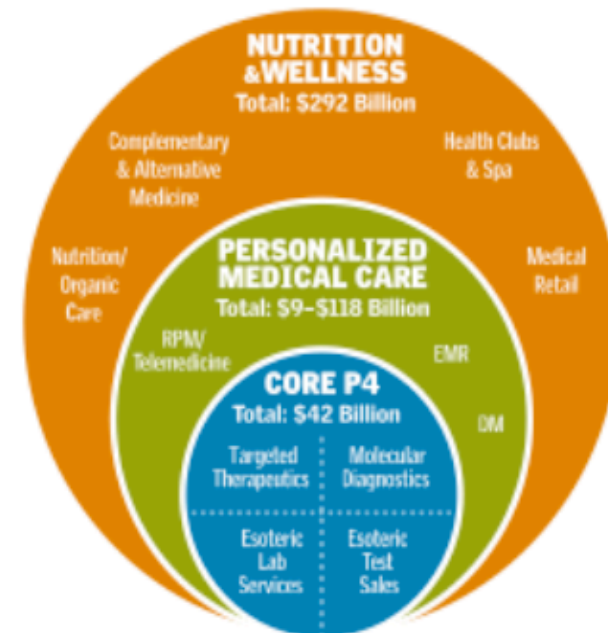 NUTRITION
&WELLNESS
Total: $292 Billion
Complementary
& Alternative
Medicine
Health Clubs
& Spa
Nutrition/
Organic
Care
Medical
Retail
PERSONALIZED
MEDICAL CARE
Total: $9–$118 Billion
RPM/
Telemedicine
EMR
DM
CORE P4
Total: $42 Billion
Targeted
Therapeutics
Molecular
Diagnostics
Esoteric
Lab
Services
Esoteric
Test
Sales